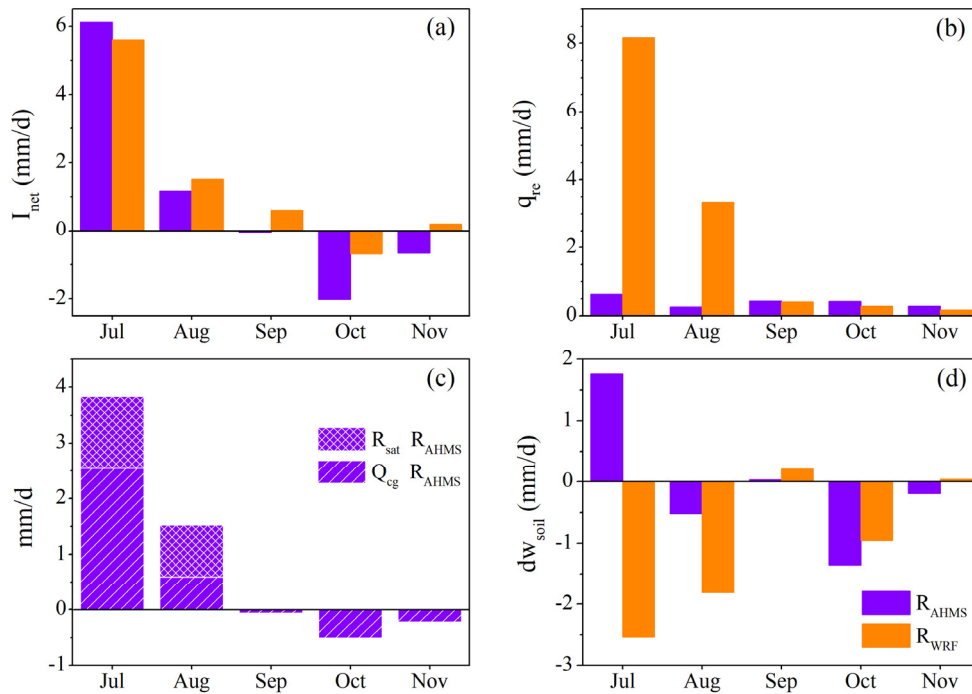 (a)
I_net (mm/d)
6
4
2
0
-2
Jul Aug Sep Oct Nov
(b)
q_re (mm/d)
8
6
4
2
0
Jul Aug Sep Oct Nov
(c)
mm/d
4
3
2
1
0
-1
R_sat R_AHMS
Q_cg R_AHMS
Jul Aug Sep Oct Nov
(d)
dw_soil (mm/d)
2
1
0
-1
-2
-3
R_AHMS
R_WRF
Jul Aug Sep Oct Nov